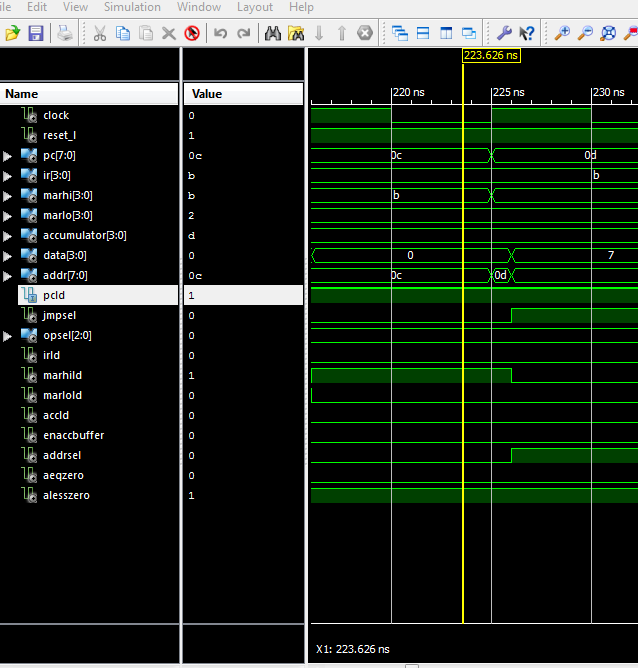 ile Edit View Simulation Window Layout Help
223.626 ns
220 ns 225 ns 230 ns
Name Value
clock 0
reset_l 1
pc[7:0] 0c 0c 0d
ir[3:0] b b
marhi[3:0] b b
marlo[3:0] 2
accumulator[3:0] d
data[3:0] 0 0 7
addr[7:0] 0c 0c 0d
pcld 1
jmpsel 0
opsel[2:0] 0
irld 0
marhild 1
marlold 0
accld 0
enaccbuffer 0
addrsel 0
aeqzero 0
alesszero 1
X1: 223.626 ns